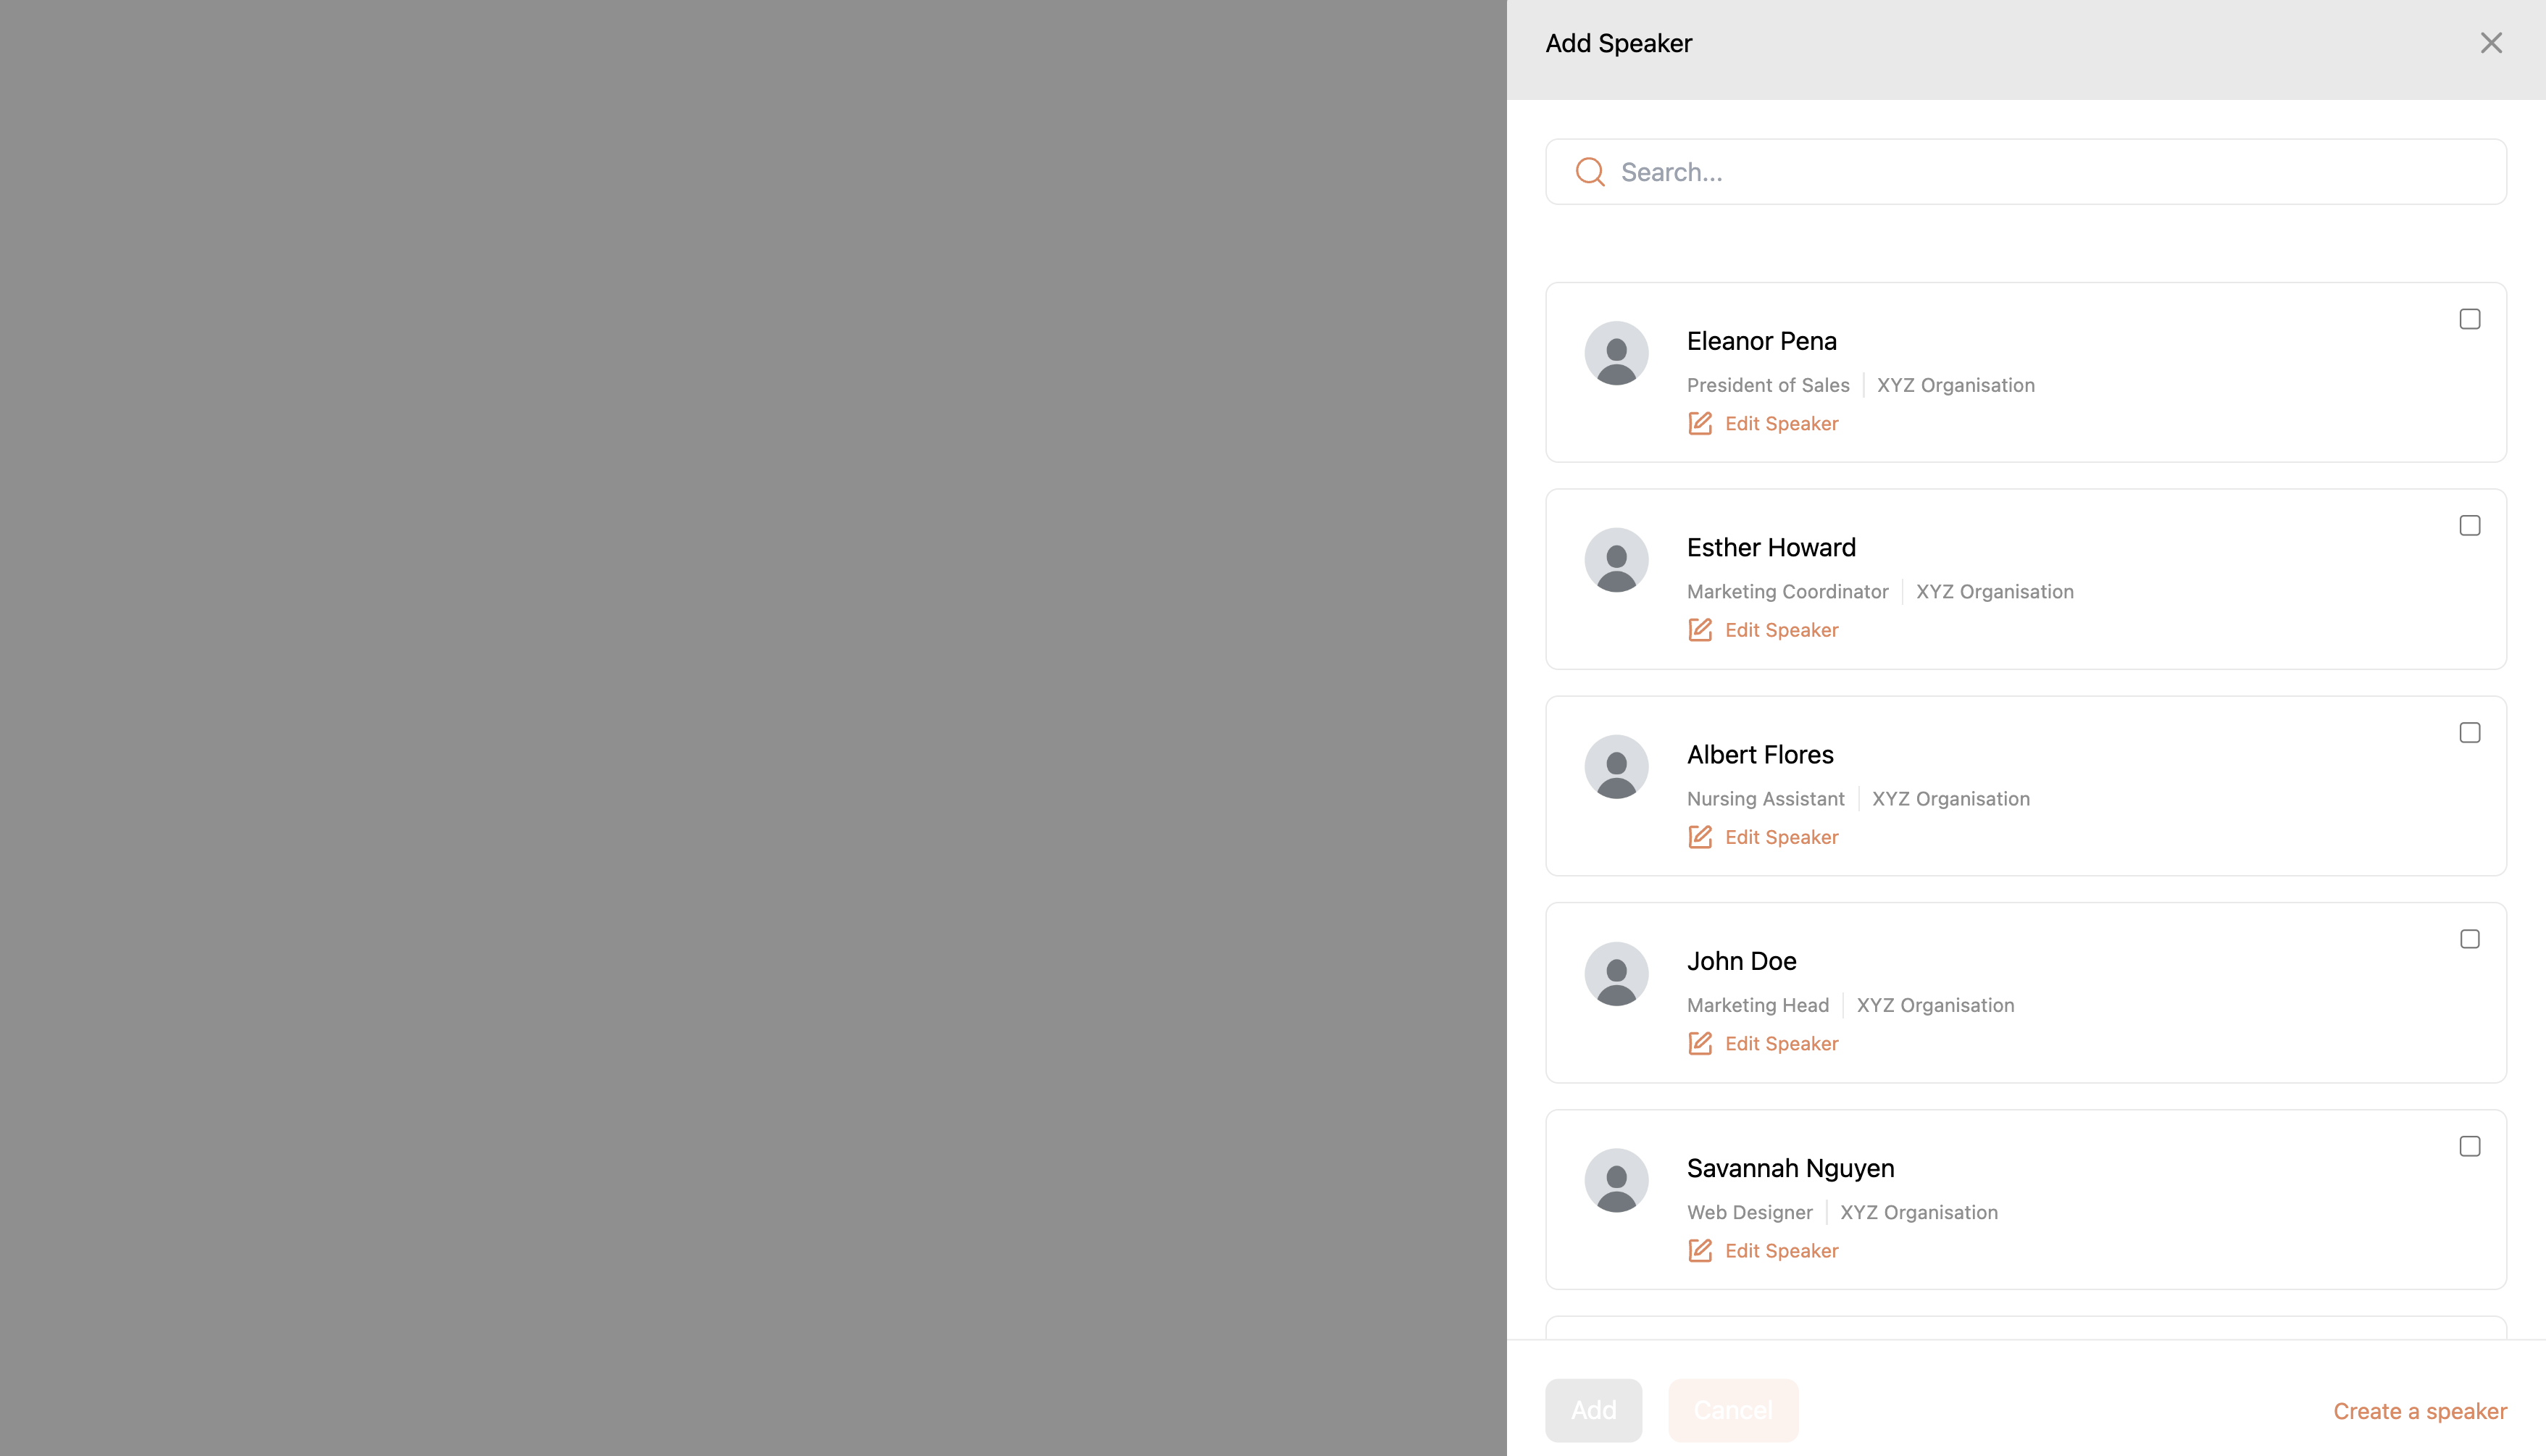 Add Speaker
Search...
Eleanor Pena
President of Sales XYZ Organisation
Edit Speaker
Esther Howard
Marketing Coordinator XYZ Organisation
Edit Speaker
Albert Flores
Nursing Assistant XYZ Organisation
Edit Speaker
John Doe
Marketing Head XYZ Organisation
Edit Speaker
Savannah Nguyen
Web Designer XYZ Organisation
Edit Speaker
Add Cancel Create a speaker